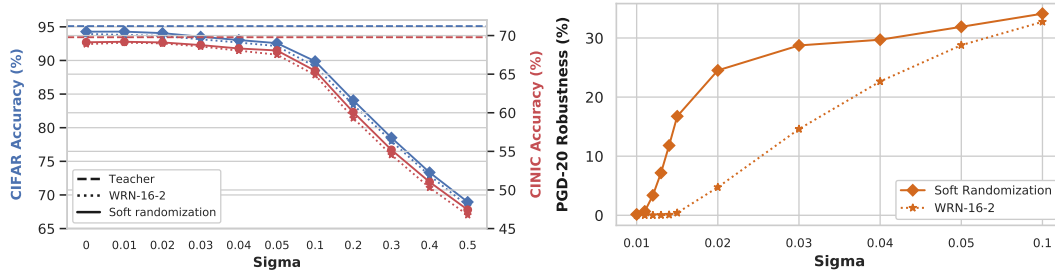 CIFAR Accuracy (%)
95
90
85
80
75
70
65
Teacher
WRN-16-2
Soft randomization
0 0.01 0.02 0.03 0.04 0.05 0.1 0.2 0.3 0.4 0.5
Sigma
70
65
60
55
50
45
CINIC Accuracy (%)
PGD-20 Robustness (%)
30
20
10
0
Soft Randomization
WRN-16-2
0.01 0.02 0.03 0.04 0.05 0.1
Sigma